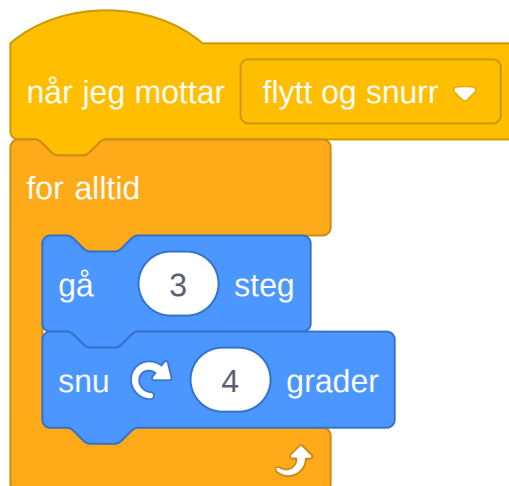 når jeg mottar flytt og snurr
for alltid
gå 3 steg
snu 4 grader